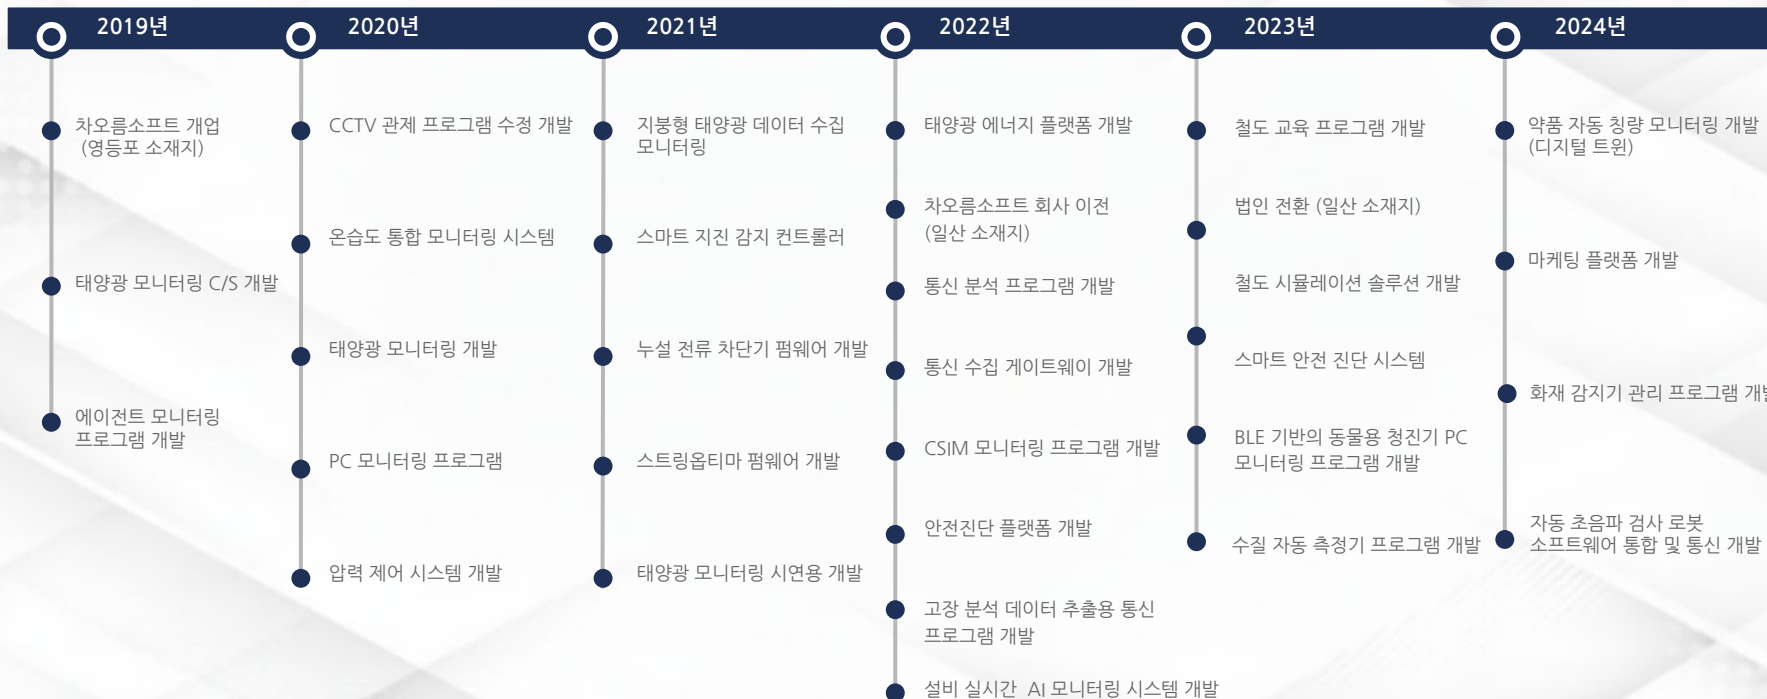 2019년
차오름소프트 개업
(영등포 소재지)
태양광 모니터링 C/S 개발
에이전트 모니터링
프로그램 개발
2020년
CCTV 관제 프로그램 수정 개발
온습도 통합 모니터링 시스템
태양광 모니터링 개발
PC 모니터링 프로그램
압력 제어 시스템 개발
2021년
지붕형 태양광 데이터 수집
모니터링
스마트 지진 감지 컨트롤러
누설 전류 차단기 펌웨어 개발
스트링옵티마 펌웨어 개발
태양광 모니터링 시연용 개발
2022년
태양광 에너지 플랫폼 개발
차오름소프트 회사 이전
(일산 소재지)
통신 분석 프로그램 개발
통신 수집 게이트웨이 개발
CSIM 모니터링 프로그램 개발
안전진단 플랫폼 개발
고장 분석 데이터 추출용 통신
프로그램 개발
설비 실시간 AI 모니터링 시스템 개발
2023년
철도 교육 프로그램 개발
법인 전환 (일산 소재지)
철도 시뮬레이션 솔루션 개발
스마트 안전 진단 시스템
BLE 기반의 동물용 청진기 PC
모니터링 프로그램 개발
수질 자동 측정기 프로그램 개발
2024년
약품 자동 칭량 모니터링 개발
(디지털 트윈)
마케팅 플랫폼 개발
화재 감지기 관리 프로그램 개발
자동 초음파 검사 로봇
소프트웨어 통합 및 통신 개발